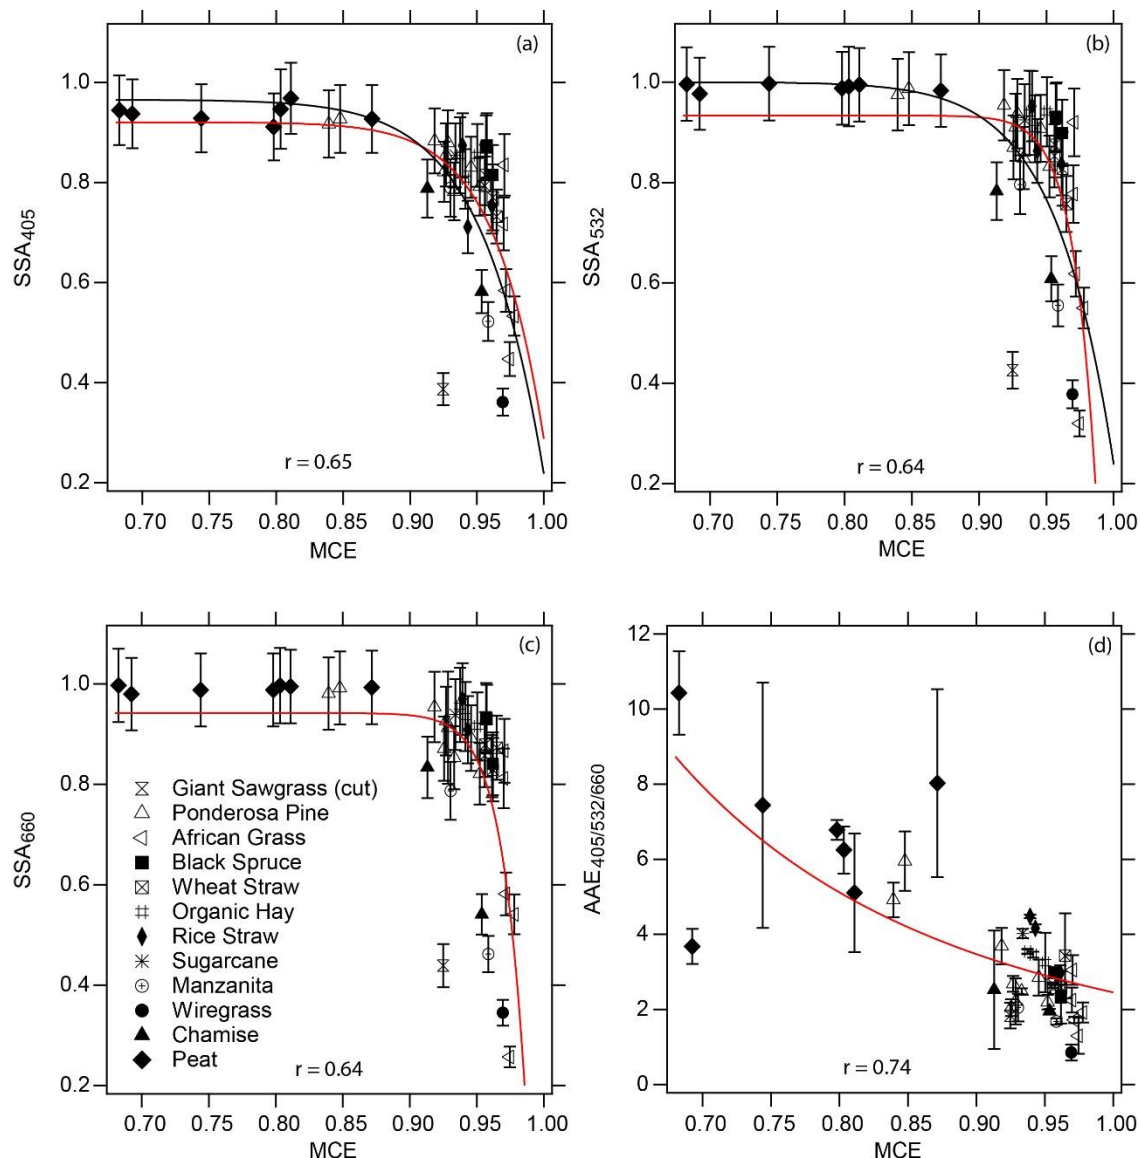 (a)
1.0
0.8
0.6
0.4
0.2
SSA405
r = 0.65
0.70 0.75 0.80 0.85 0.90 0.95 1.00
MCE
(b)
1.0
0.8
0.6
0.4
0.2
SSA532
r = 0.64
0.70 0.75 0.80 0.85 0.90 0.95 1.00
MCE
(c)
1.0
0.8
0.6
0.4
0.2
SSA660
Giant Sawgrass (cut)
Ponderosa Pine
African Grass
Black Spruce
Wheat Straw
Organic Hay
Rice Straw
Sugarcane
Manzanita
Wiregrass
Chamise
Peat
r = 0.64
0.70 0.75 0.80 0.85 0.90 0.95 1.00
MCE
(d)
12
10
8
6
4
2
0
AAE405/532/660
r = 0.74
0.70 0.75 0.80 0.85 0.90 0.95 1.00
MCE